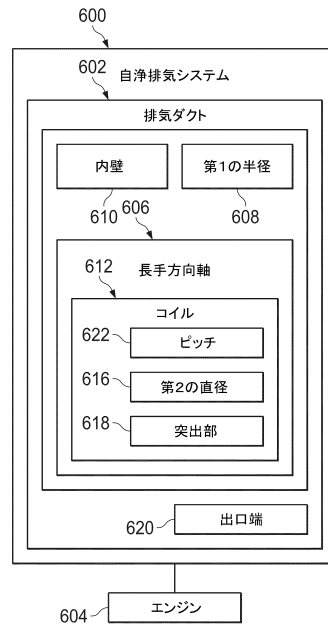 600
自浄排気システム
602
排気ダクト
内壁
第1の半径
610
606
608
長手方向軸
612
コイル
622
ピッチ
616
第2の直径
618
突出部
620
出口端
604
エンジン